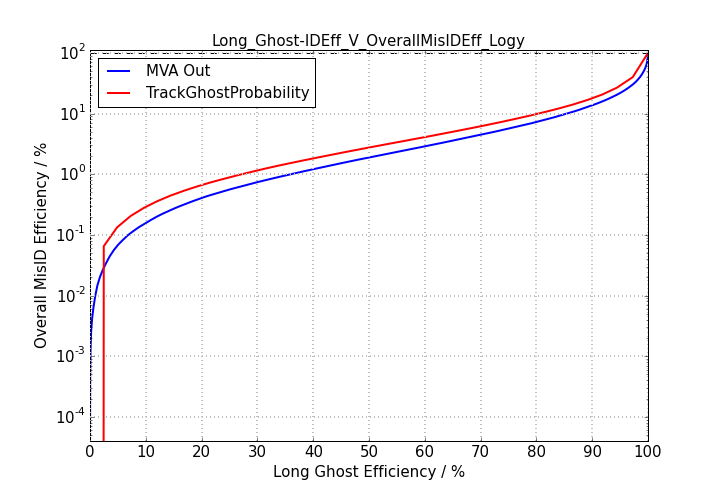 Long_Ghost-IDEff_V_OverallMisIDEff_Logy
MVA Out
TrackGhostProbability
Overall MisID Efficiency / %
10²
10¹
10⁰
10⁻¹
10⁻²
10⁻³
10⁻⁴
0 10 20 30 40 50 60 70 80 90 100
Long Ghost Efficiency / %